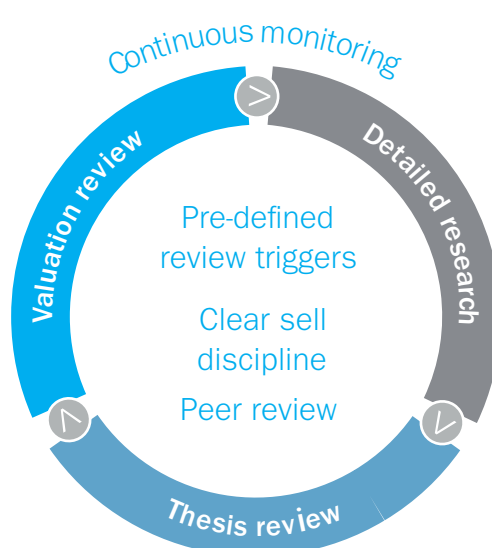 Continuous monitoring
Detailed research
Valuation review
Pre-defined
review triggers
Clear sell
discipline
Peer review
Thesis review